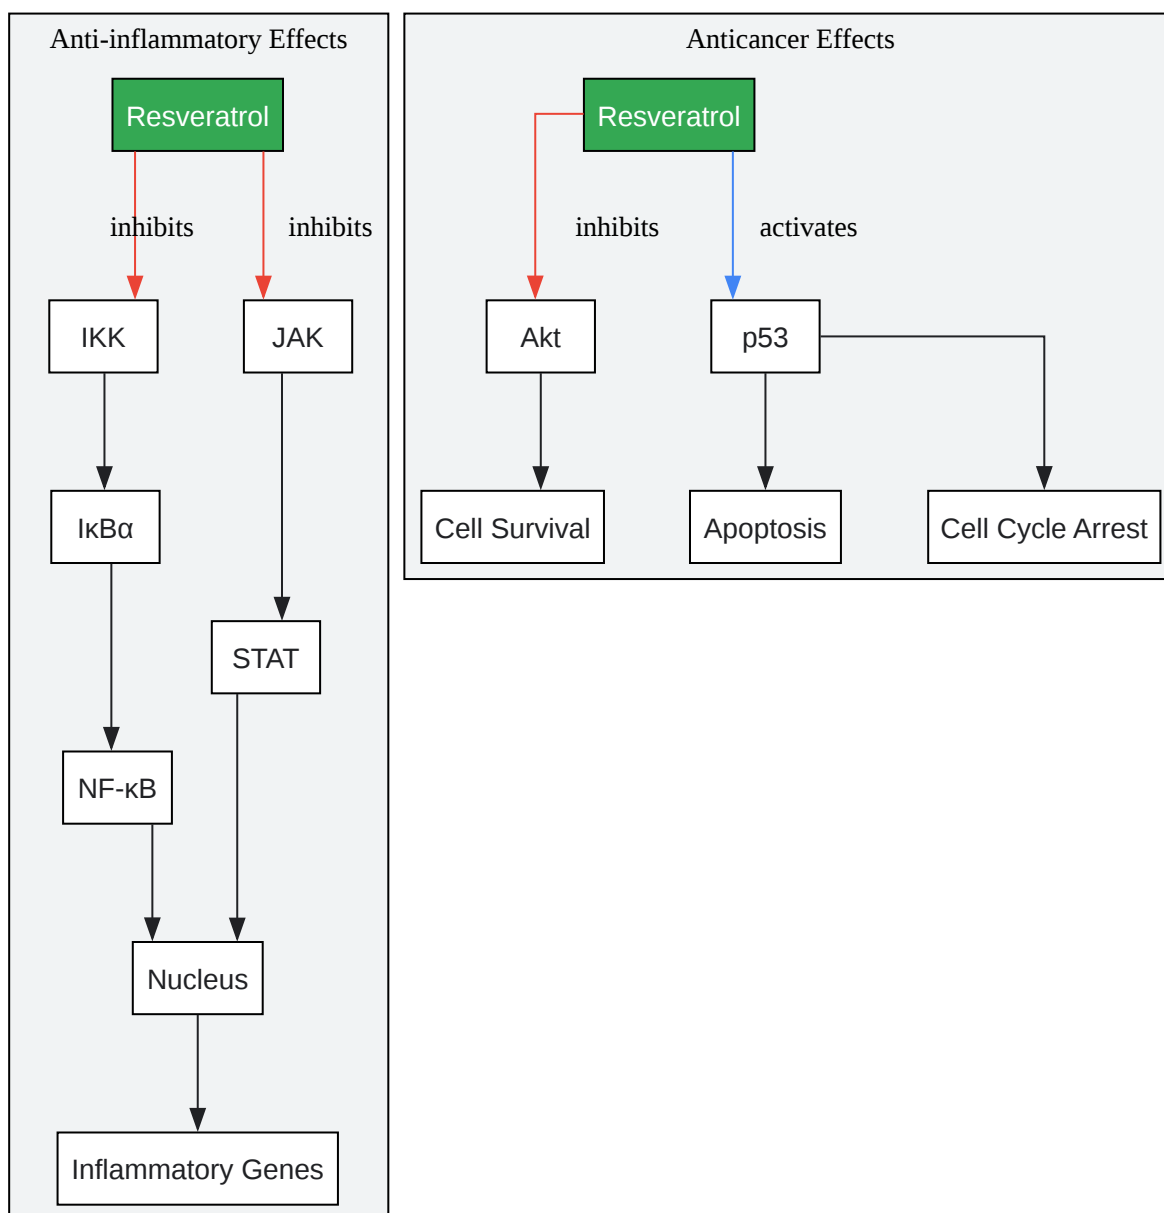 Anti-inflammatory Effects
Resveratrol
inhibits
inhibits
IKK
JAK
IκBα
STAT
NF-κB
Nucleus
Inflammatory Genes
Anticancer Effects
Resveratrol
inhibits
activates
Akt
p53
Cell Survival
Apoptosis
Cell Cycle Arrest